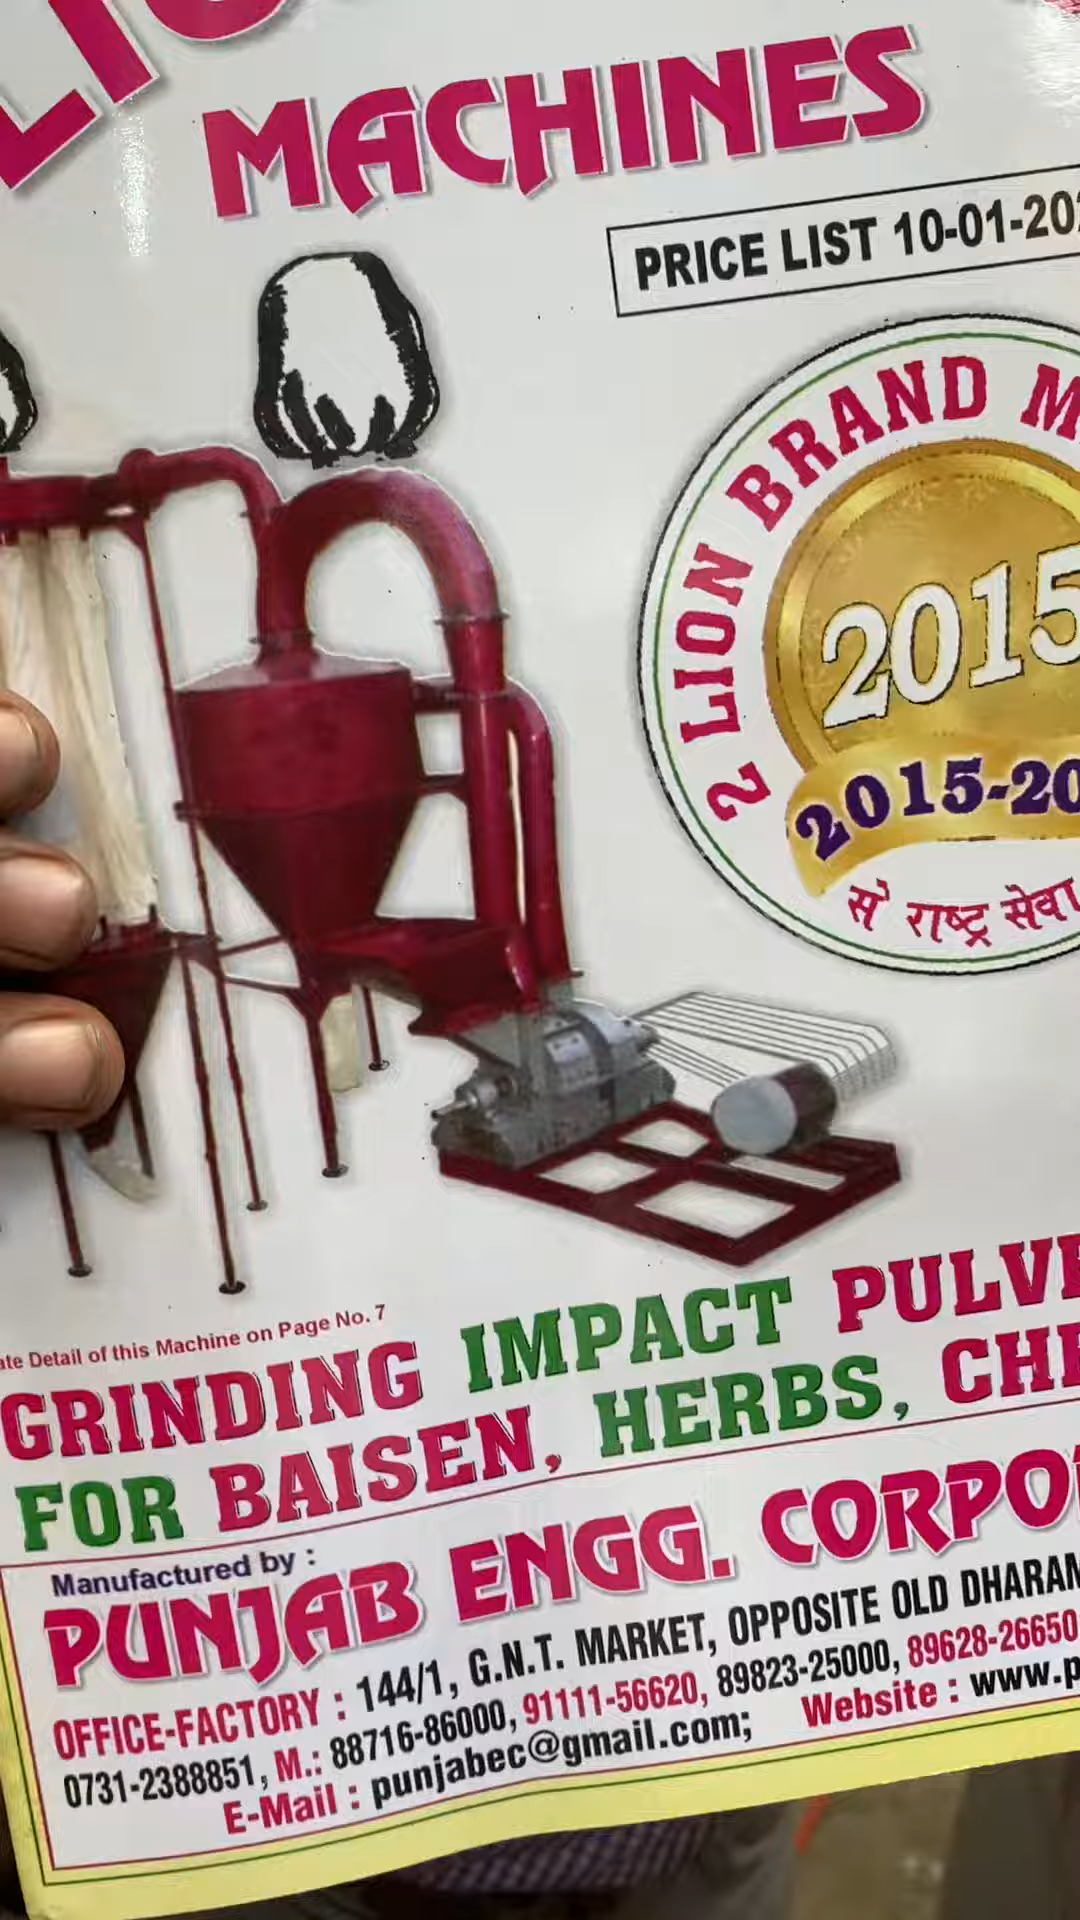 MACHINES
PRICE LIST 10-01-20
2 LION BRAND M
2015
2015-20
से राष्ट्र सेवा
Detail of this Machine on Page No. 7
GRINDING IMPACT PULV
FOR BAISEN, HERBS, CHE
Manufactured by :
PUNJAB ENGG. CORPO
OFFICE-FACTORY : 144/1, G.N.T. MARKET, OPPOSITE OLD DHARAM
0731-2388851, M.: 88716-86000, 91111-56620, 89823-25000, 89628-26650
E-Mail : punjabec@gmail.com; Website : www.p